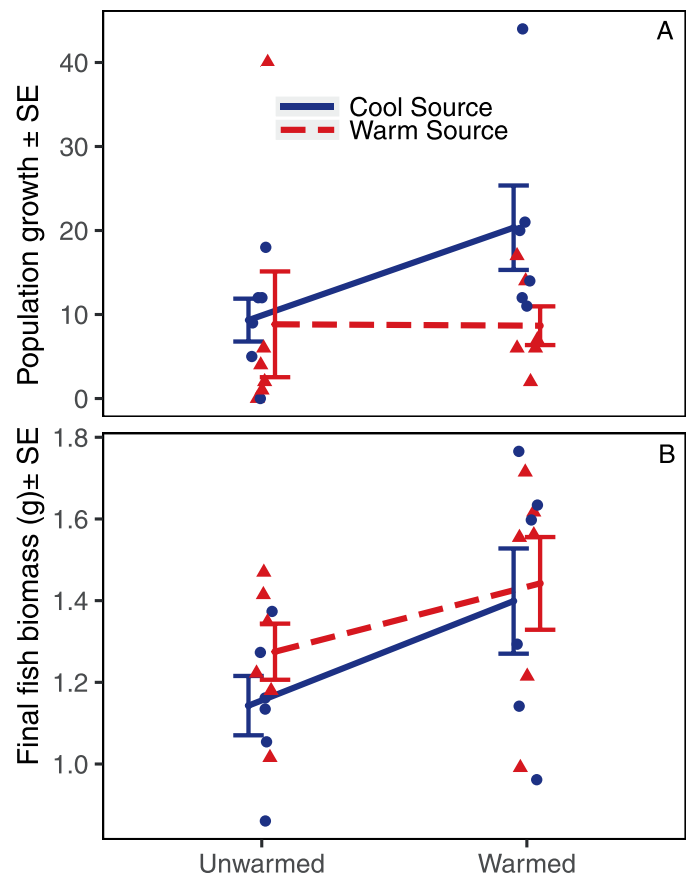 A
Population growth ± SE
40
30
20
10
0
Cool Source
Warm Source
B
Final fish biomass (g)± SE
1.8
1.6
1.4
1.2
1.0
Unwarmed
Warmed